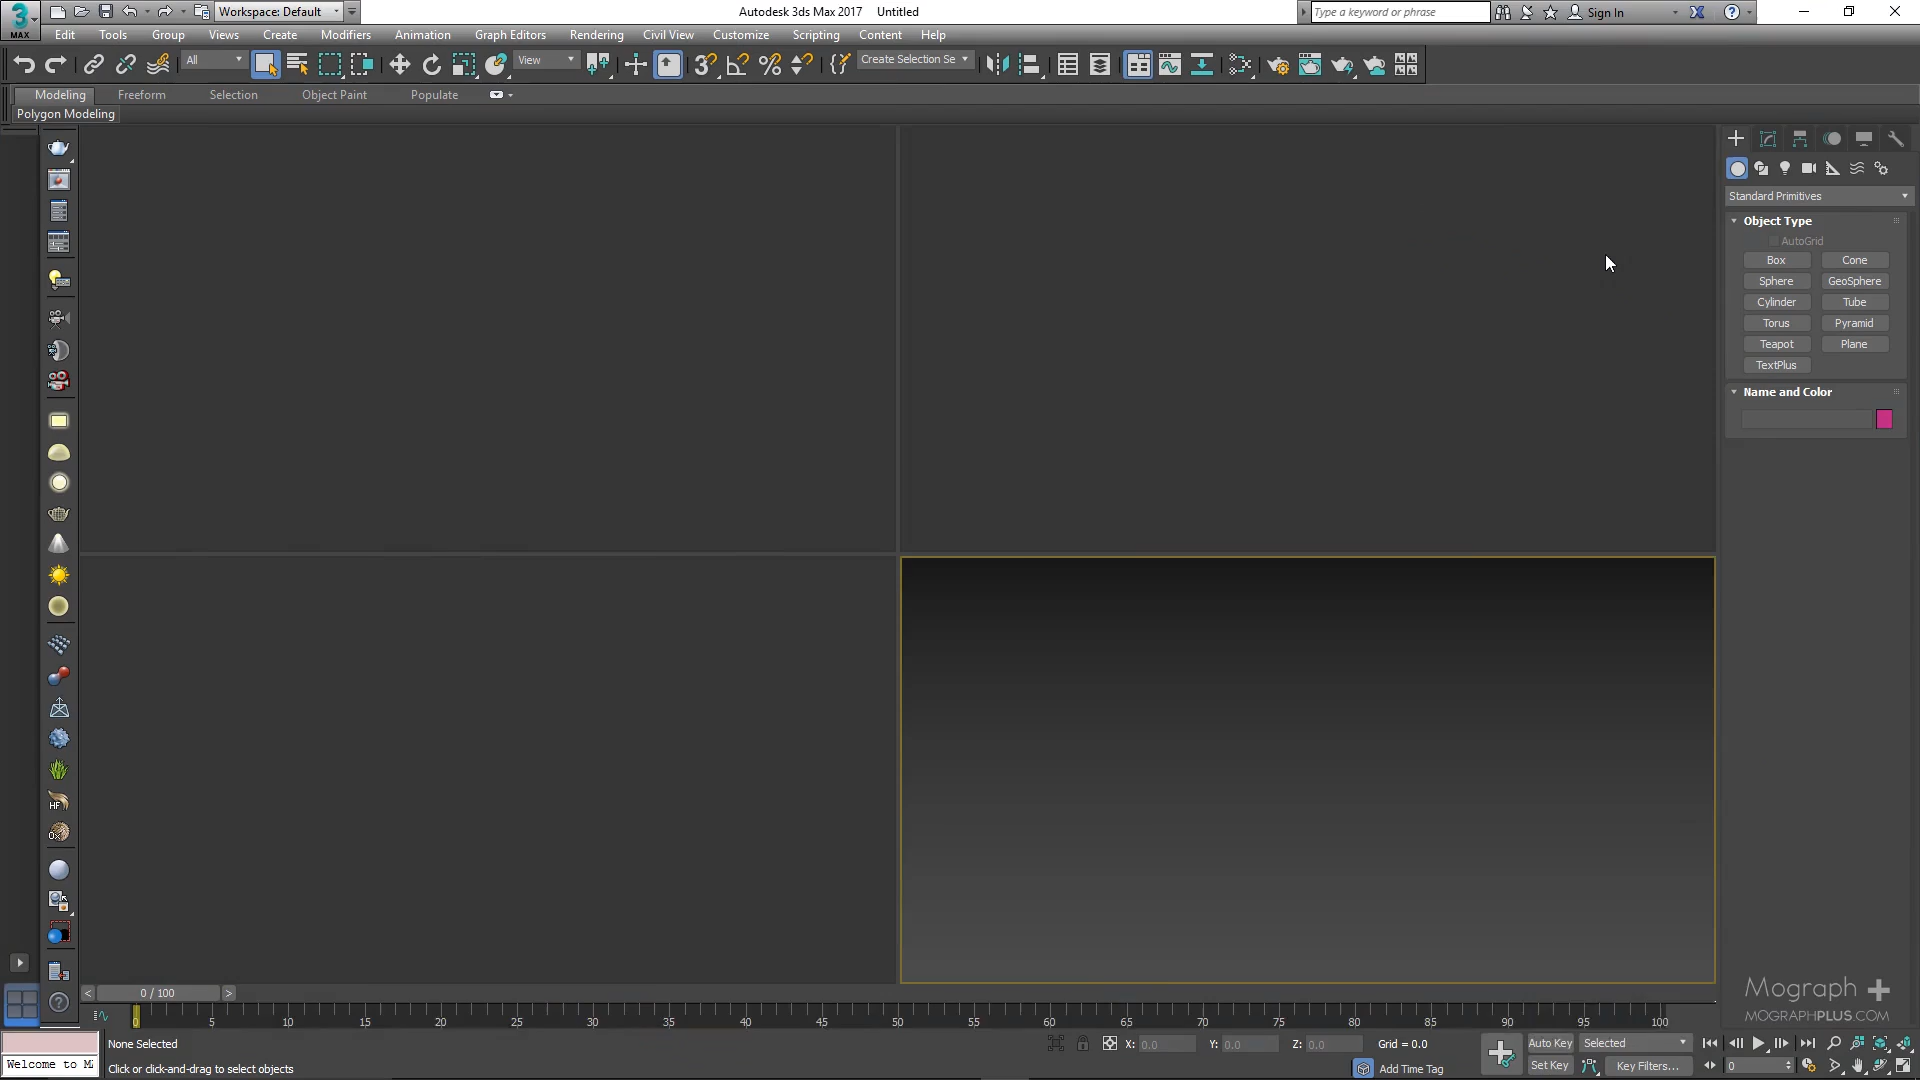 3 MAX
Workspace: Default
Autodesk 3ds Max 2017 Untitled
Type a keyword or phrase
Sign In
Edit Tools Group Views Create Modifiers Animation Graph Editors Rendering Civil View Customize Scripting Content Help
All
View
Create Selection Se
Modeling Freeform Selection Object Paint Populate
Polygon Modeling
Standard Primitives
Object Type
AutoGrid
Box Cone
Sphere GeoSphere
Cylinder Tube
Torus Pyramid
Teapot Plane
TextPlus
Name and Color
HF
Mograph +
MOGRAPHPLUS.COM
< 0 / 100 >
0 5 10 15 20 25 30 35 40 45 50 55 60 65 70 75 80 85 90 95 100
None Selected
X: 0.0 Y: 0.0 Z: 0.0 Grid = 0.0
Auto Key Selected
Welcome to M
Click or click-and-drag to select objects
Add Time Tag
Set Key Key Filters...
0